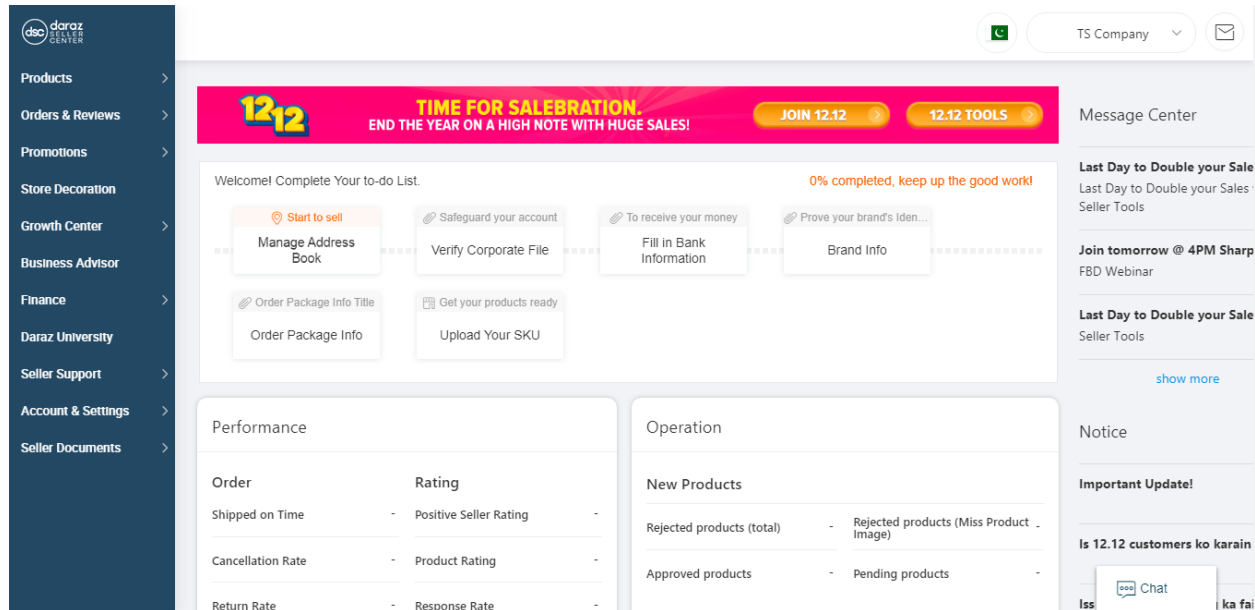 dsc daraz
SELLER
CENTER
TS Company
Products
Orders & Reviews
Promotions
Store Decoration
Growth Center
Business Advisor
Finance
Daraz University
Seller Support
Account & Settings
Seller Documents
12.12
TIME FOR SALEBRATION.
END THE YEAR ON A HIGH NOTE WITH HUGE SALES!
JOIN 12.12
12.12 TOOLS
Welcome! Complete Your to-do List.
0% completed, keep up the good work!
Start to sell
Manage Address
Book
Safeguard your account
Verify Corporate File
To receive your money
Fill in Bank
Information
Prove your brand's Iden...
Brand Info
Order Package Info Title
Order Package Info
Get your products ready
Upload Your SKU
Performance
Order
Shipped on Time -
Cancellation Rate -
Return Rate -
Rating
Positive Seller Rating -
Product Rating -
Response Rate -
Operation
New Products
Rejected products (total) -
Rejected products (Miss Product
Image) -
Approved products -
Pending products -
Message Center
Last Day to Double your Sale
Last Day to Double your Sales
Seller Tools
Join tomorrow @ 4PM Sharp
FBD Webinar
Last Day to Double your Sale
Seller Tools
show more
Notice
Important Update!
Is 12.12 customers ko karain
Iss
ka fai
Chat